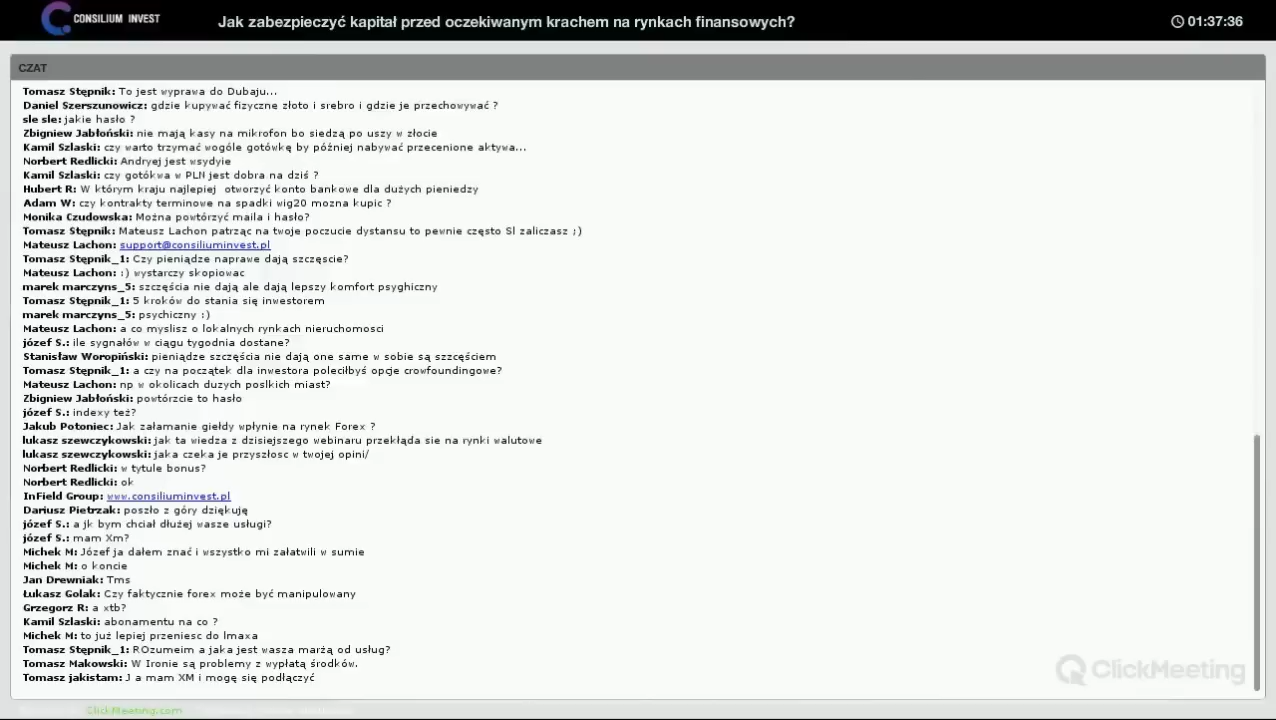 CONSILIUM INVEST
Jak zabezpieczyć kapitał przed oczekiwanym krachem na rynkach finansowych?
01:37:36
CZAT
Tomasz Stępnik: To jest wyprawa do Dubaju...
Daniel Szerszunowicz: gdzie kupywać fizyczne złoto i srebro i gdzie je przechowywać ?
sle sle: jakie hasło ?
Zbigniew Jabłoński: nie mają kasy na mikrofon bo siedzą po uszy w złocie
Kamil Szlaski: czy warto trzymać wogóle gotówkę by później nabywać przecenione aktywa...
Norbert Redlicki: Andryej jest wsydyie
Kamil Szlaski: czy gotókwa w PLN jest dobra na dziś ?
Hubert R: W którym kraju najlepiej otworzyć konto bankowe dla dużych pieniedzy
Adam W: czy kontrakty terminowe na spadki wig20 mozna kupic ?
Monika Czudowska: Można powtórzyć maila i hasło?
Tomasz Stępnik: Mateusz Lachon patrząc na twoje poczucie dystansu to pewnie często Sl zaliczasz ;)
Mateusz Lachon: support@consiliuminvest.pl
Tomasz Stępnik_1: Czy pieniądze naprawe dają szczęscie?
Mateusz Lachon: :) wystarczy skopiowac
marek marczyns_5: szczęścia nie dają ale dają lepszy komfort psyghiczny
Tomasz Stępnik_1: 5 kroków do stania się inwestorem
marek marczyns_5: psychiczny :)
Mateusz Lachon: a co myslisz o lokalnych rynkach nieruchomosci
józef S.: ile sygnałów w ciągu tygodnia dostane?
Stanisław Woropiński: pieniądze szczęścia nie dają one same w sobie są szzcęściem
Tomasz Stępnik_1: a czy na początek dla inwestora poleciłbyś opcje crowfoundingowe?
Mateusz Lachon: np w okolicach duzych poslkich miast?
Zbigniew Jabłoński: powtórzcie to hasło
józef S.: indexy też?
Jakub Potoniec: Jak załamanie giełdy wpłynie na rynek Forex ?
lukasz szewczykowski: jak ta wiedza z dzisiejszego webinaru przekłąda sie na rynki walutowe
lukasz szewczykowski: jaka czeka je przyszłosc w twojej opini/
Norbert Redlicki: w tytule bonus?
Norbert Redlicki: ok
InField Group: www.consiliuminvest.pl
Dariusz Pietrzak: poszło z góry dziękuję
józef S.: a jk bym chciał dłużej wasze usługi?
józef S.: mam Xm?
Michek M: Józef ja dałem znać i wszystko mi załatwili w sumie
Michek M: o koncie
Jan Drewniak: Tms
Łukasz Golak: Czy faktycznie forex może być manipulowany
Grzegorz R: a xtb?
Kamil Szlaski: abonamentu na co ?
Michek M: to już lepiej przeniesc do lmaxa
Tomasz Stępnik_1: ROzumeim a jaka jest wasza marżą od usług?
Tomasz Makowski: W Ironie są problemy z wypłatą środków.
Tomasz jakistam: J a mam XM i mogę się podłączyć
ClickMeeting
ClickMeeting.com